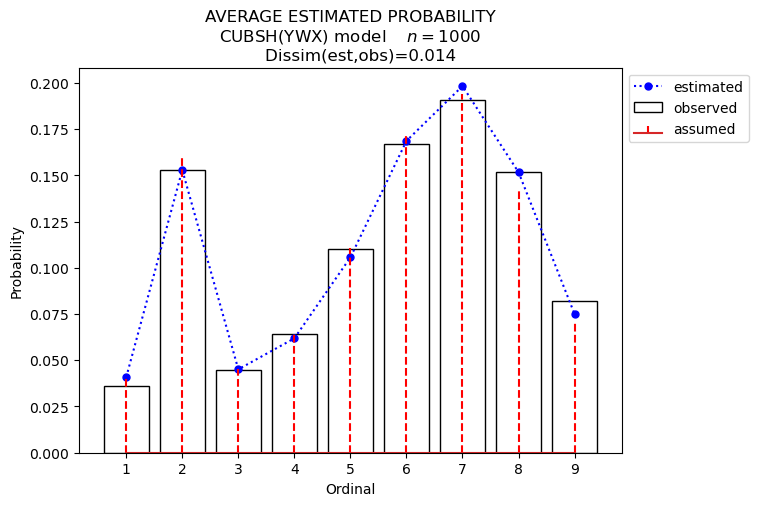 AVERAGE ESTIMATED PROBABILITY
CUBSH(YWX) model n = 1000
Dissim(est,obs)=0.014
estimated
observed
assumed
0.200
0.175
0.150
0.125
0.100
0.075
0.050
0.025
0.000
Probability
1 2 3 4 5 6 7 8 9
Ordinal